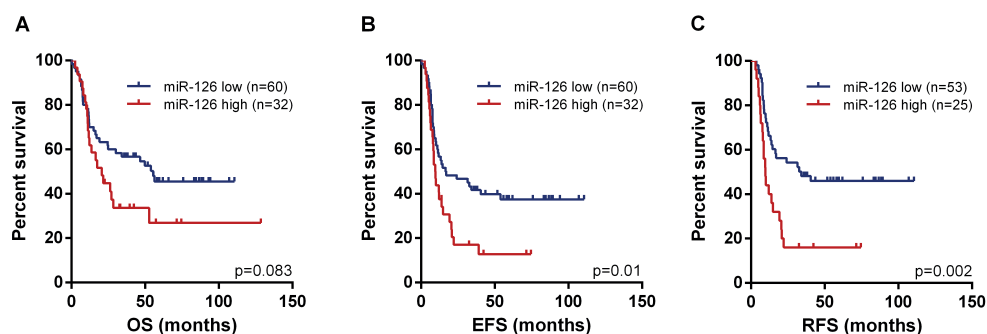 A
Percent survival
100
80
60
40
20
0
miR-126 low (n=60)
miR-126 high (n=32)
p=0.083
0 50 100 150
OS (months)
B
Percent survival
100
80
60
40
20
0
miR-126 low (n=60)
miR-126 high (n=32)
p=0.01
0 50 100 150
EFS (months)
C
Percent survival
100
80
60
40
20
0
miR-126 low (n=53)
miR-126 high (n=25)
p=0.002
0 50 100 150
RFS (months)